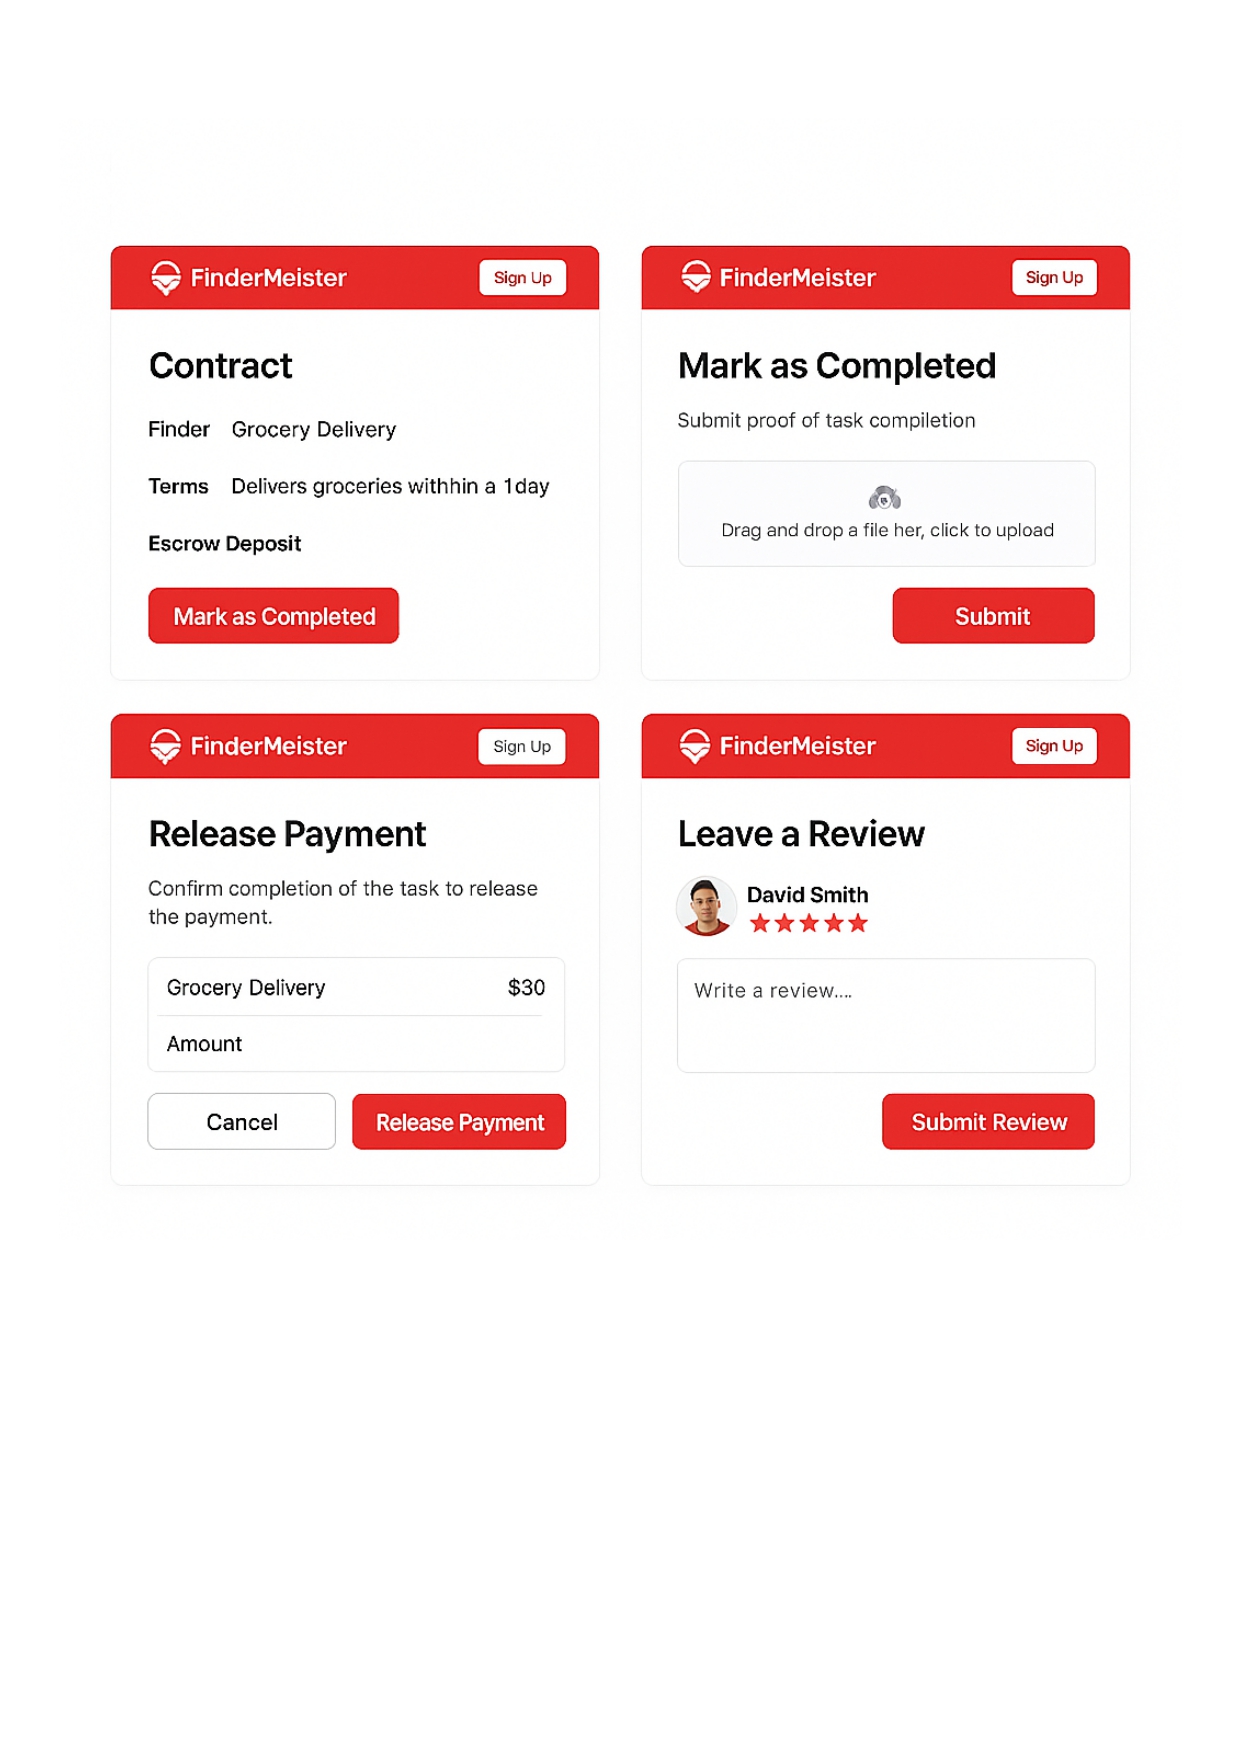 FinderMeister Sign Up
Contract
Finder Grocery Delivery
Terms Delivers groceries withhin a 1day
Escrow Deposit
Mark as Completed
FinderMeister Sign Up
Mark as Completed
Submit proof of task compiletion
Drag and drop a file her, click to upload
Submit
FinderMeister Sign Up
Release Payment
Confirm completion of the task to release
the payment.
Grocery Delivery $30
Amount
Cancel Release Payment
FinderMeister Sign Up
Leave a Review
David Smith
Write a review....
Submit Review